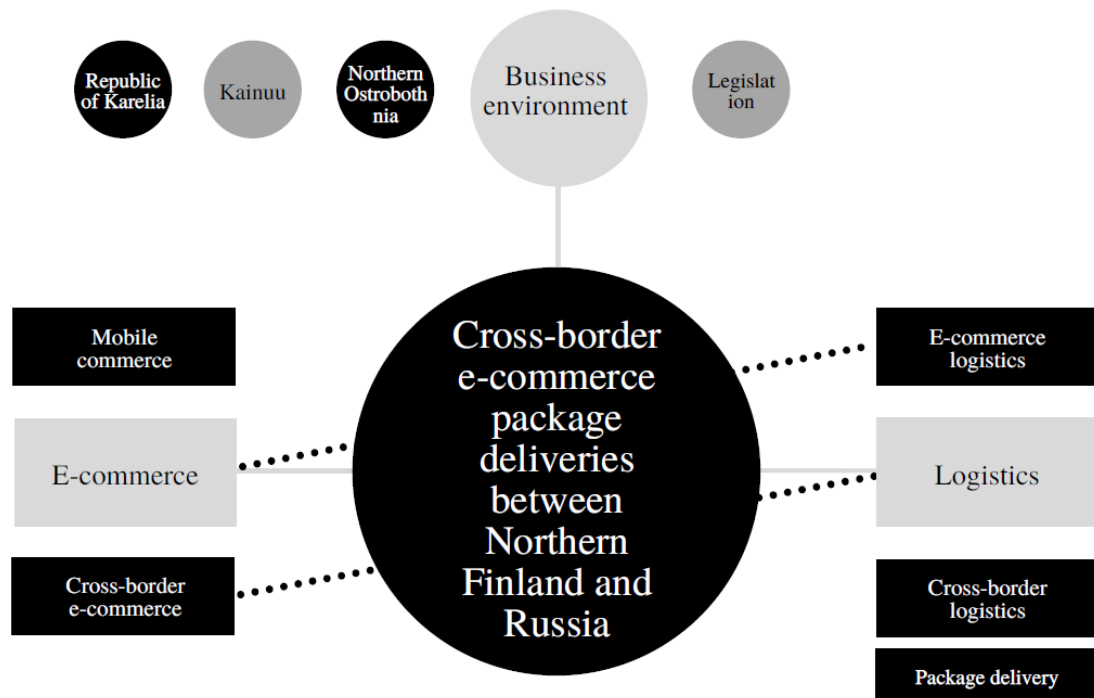 Republic
of Karelia
Kainuu
Northern
Ostroboth
nia
Business
environment
Legislat
ion
Mobile
commerce
E-commerce
Cross-border
e-commerce
Cross-border
e-commerce
package
deliveries
between
Northern
Finland and
Russia
E-commerce
logistics
Logistics
Cross-border
logistics
Package delivery